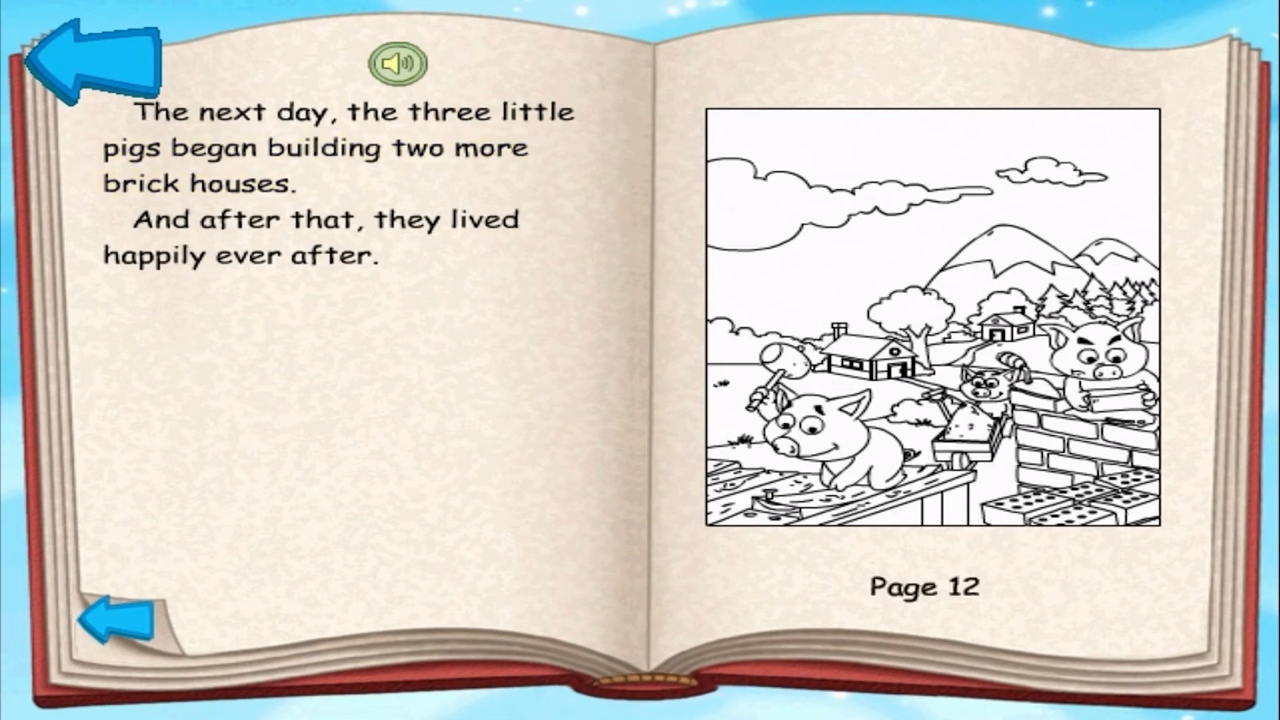 The next day, the three little
pigs began building two more
brick houses.
And after that, they lived
happily ever after.
Page 12